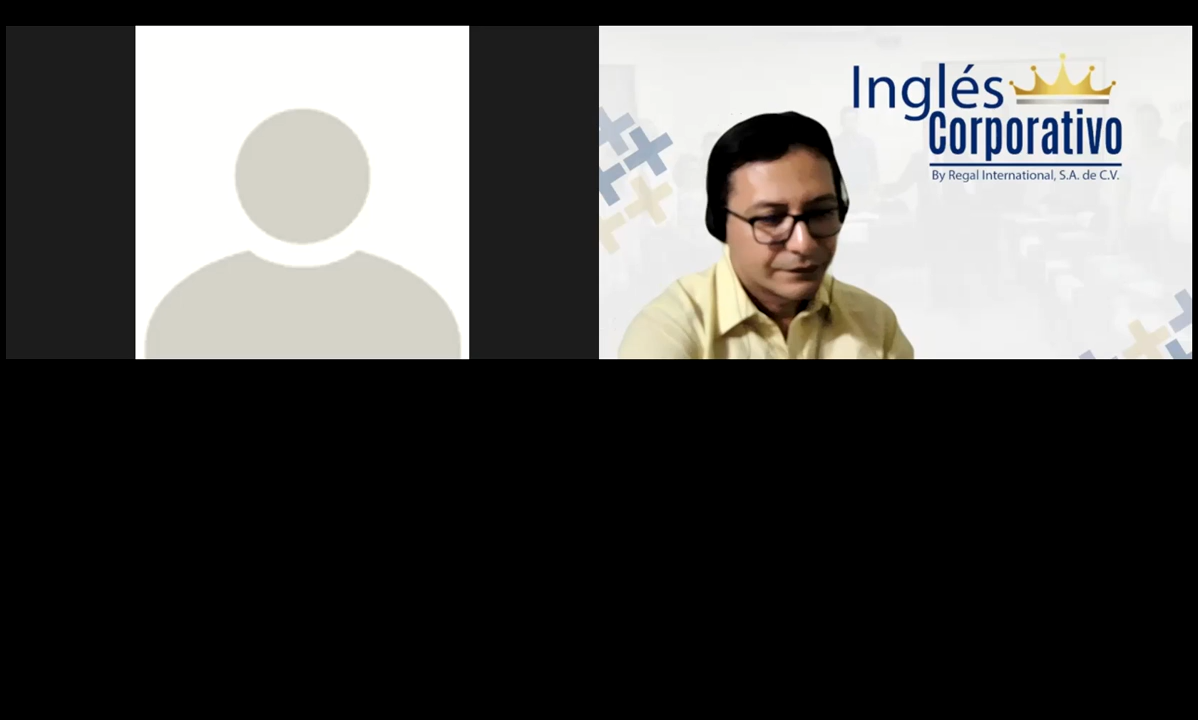 Inglés
Corporativo
By Regal International, S.A. de C.V.